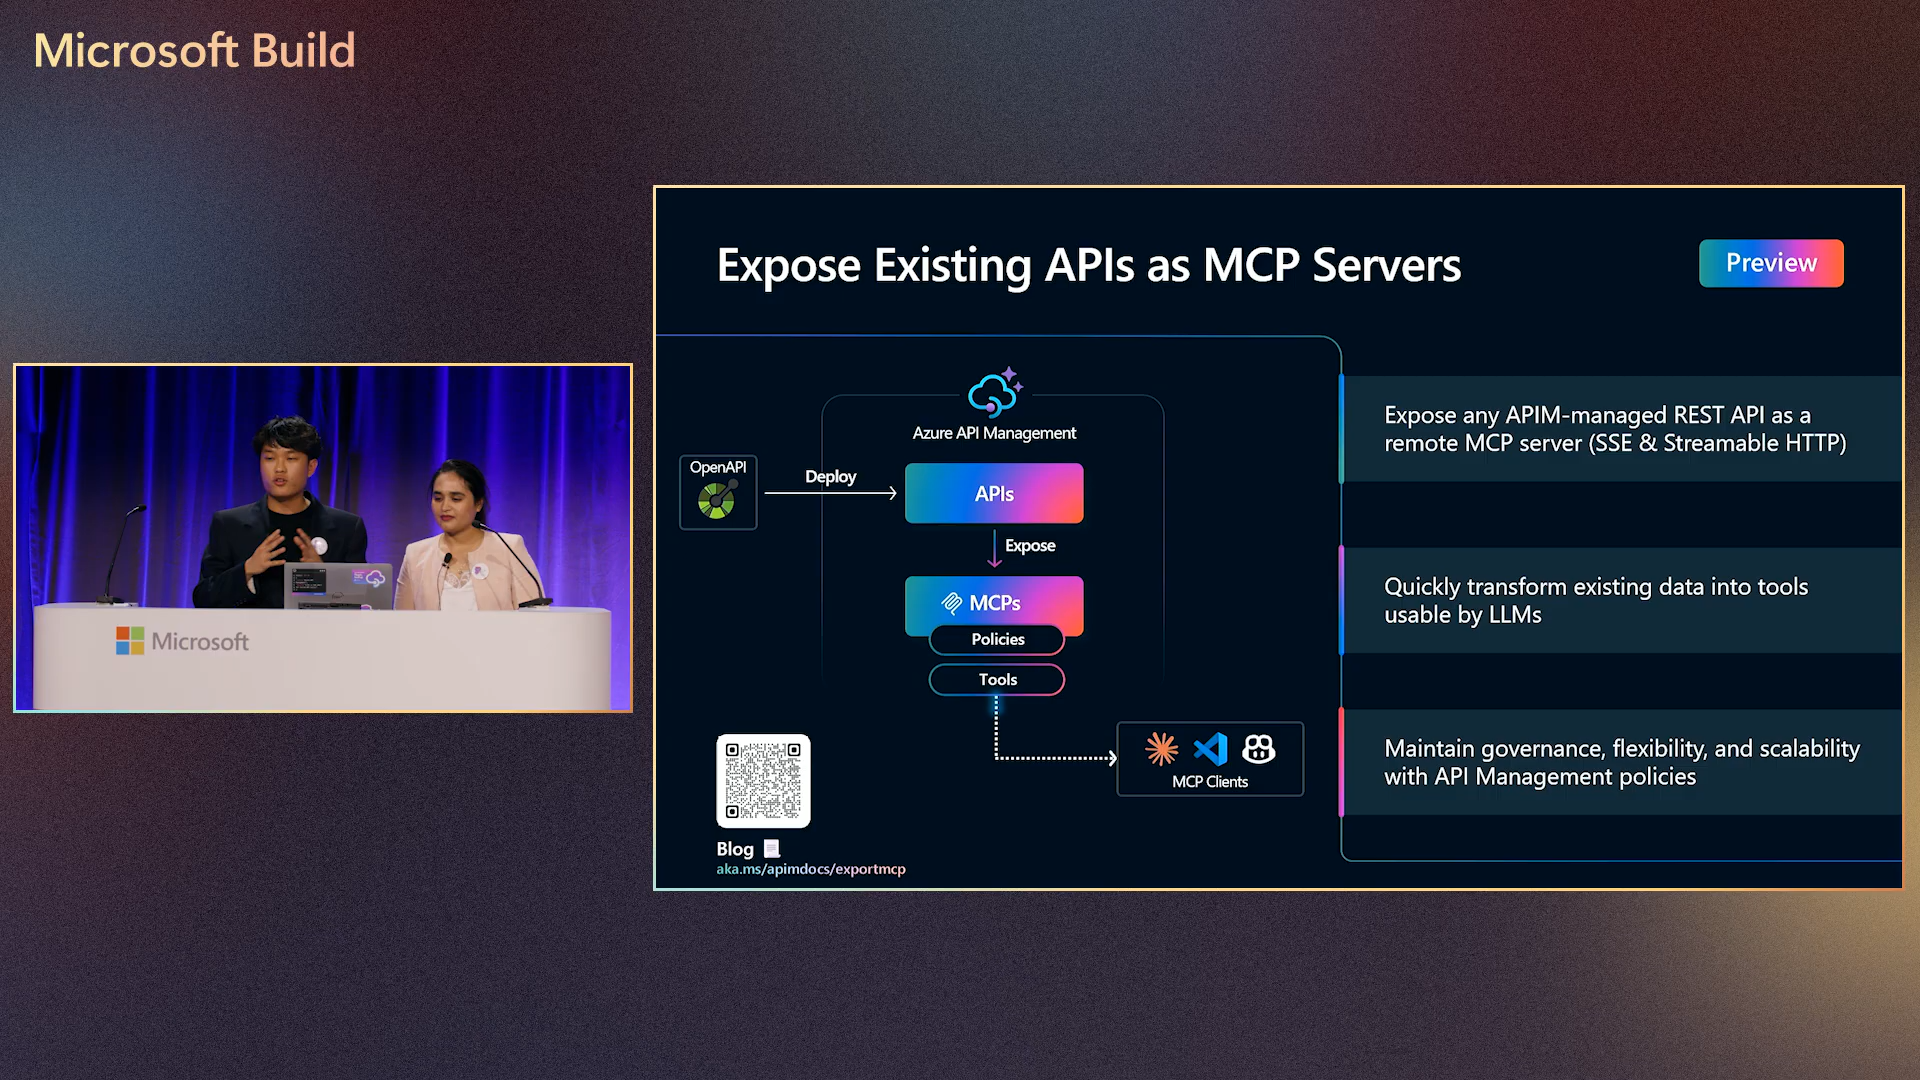 Microsoft Build
Microsoft
Expose Existing APIs as MCP Servers
Preview
Azure API Management
OpenAPI
Deploy
APIs
Expose
MCPs
Policies
Tools
MCP Clients
Blog
aka.ms/apimdocs/exportmcp
Expose any APIM-managed REST API as a
remote MCP server (SSE & Streamable HTTP)
Quickly transform existing data into tools
usable by LLMs
Maintain governance, flexibility, and scalability
with API Management policies